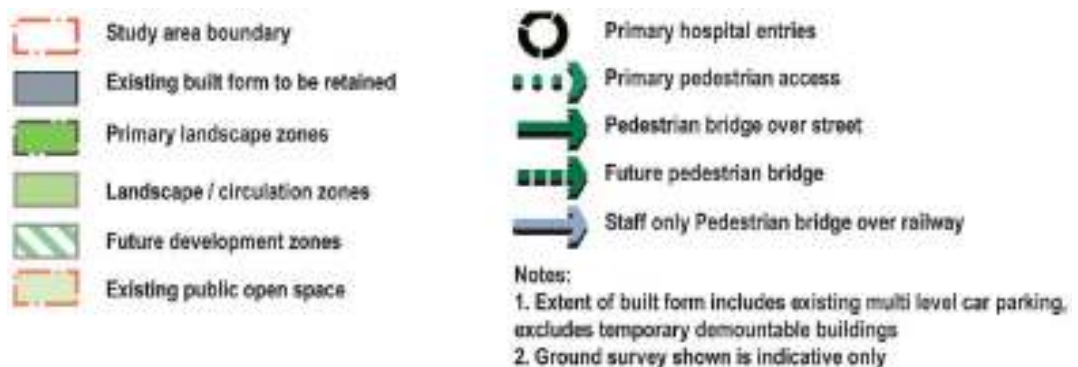 Study area boundary
Existing built form to be retained
Primary landscape zones
Landscape / circulation zones
Future development zones
Existing public open space
Primary hospital entries
Primary pedestrian access
Pedestrian bridge over street
Future pedestrian bridge
Staff only Pedestrian bridge over railway
Notes:
1. Extent of built form includes existing multi level car parking,
excludes temporary demountable buildings
2. Ground survey shown is indicative only